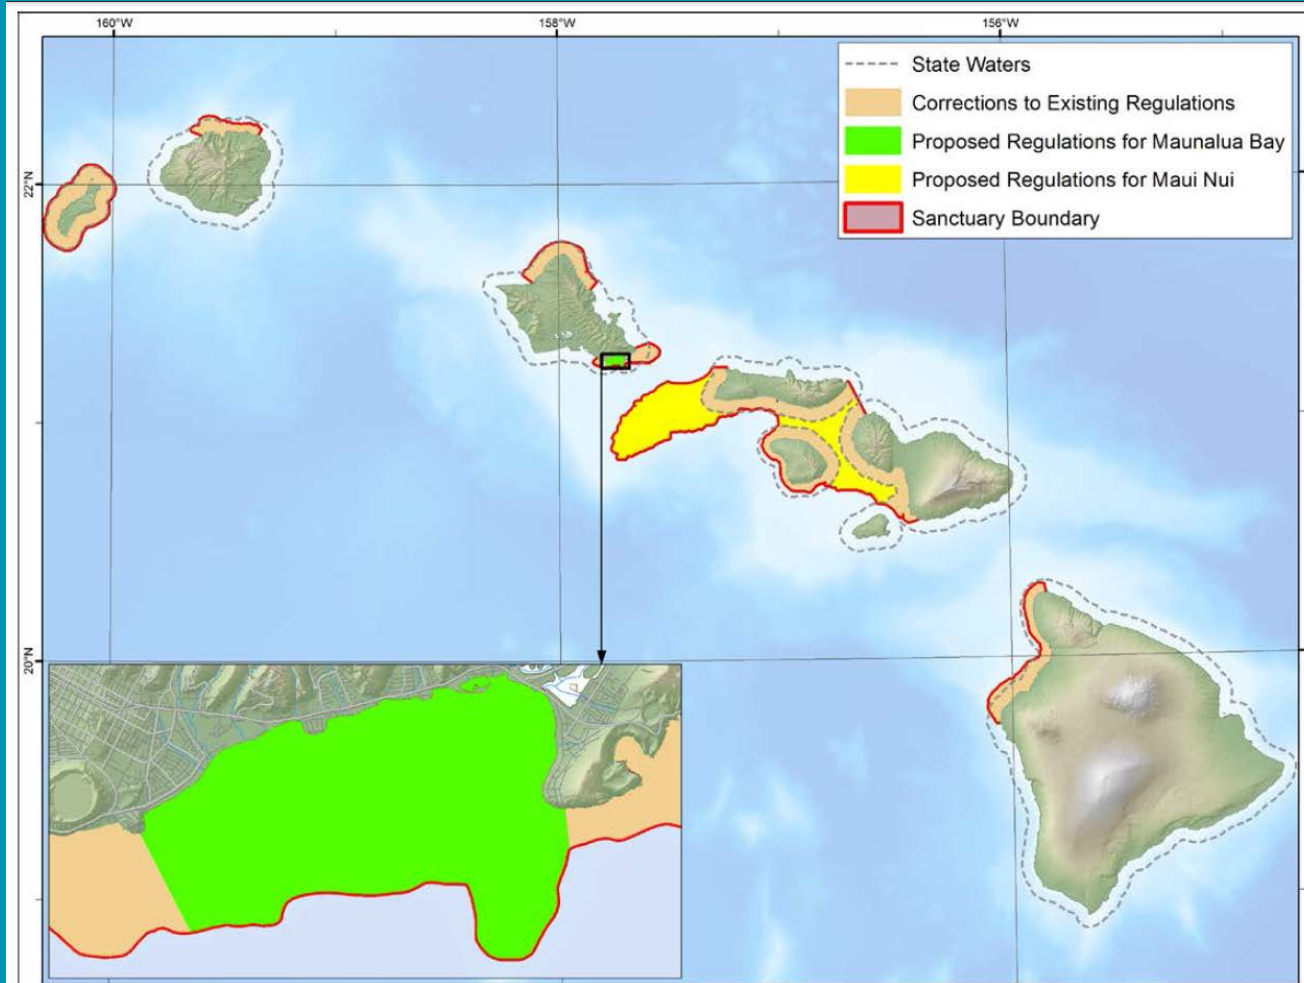 160°W
158°W
156°W
State Waters
Corrections to Existing Regulations
Proposed Regulations for Maunalua Bay
Proposed Regulations for Maui Nui
Sanctuary Boundary
22°N
20°N